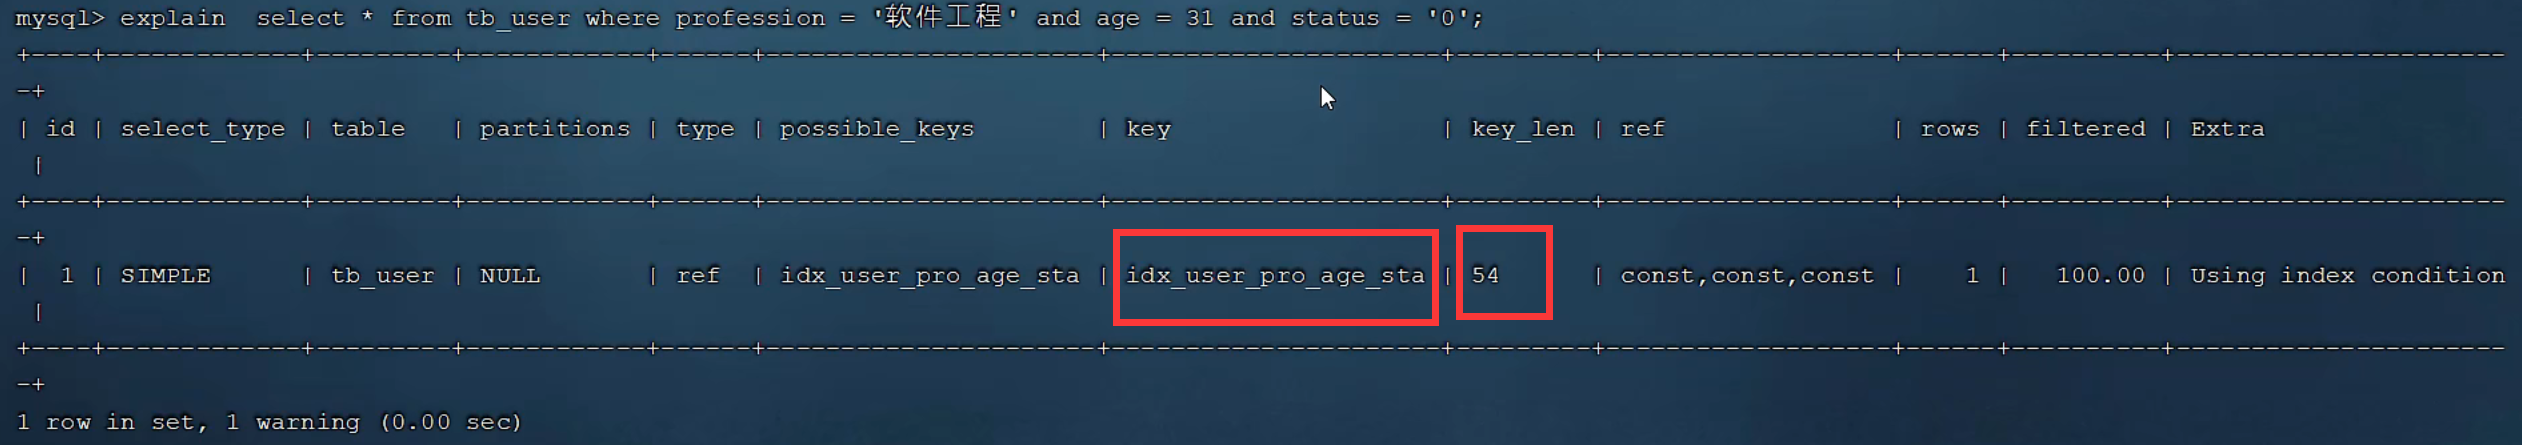 mysql> explain  select * from tb_user where profession = '软件工程' and age = 31 and status = '0';
+----+-------------+---------+------------+------+----------------------+----------------------+---------+-------------------+------+----------+----------------------
-+
| id | select_type | table   | partitions | type | possible_keys        | key                  | key_len | ref               | rows | filtered | Extra
 |
+----+-------------+---------+------------+------+----------------------+----------------------+---------+-------------------+------+----------+----------------------
-+
|  1 | SIMPLE      | tb_user | NULL       | ref  | idx_user_pro_age_sta | idx_user_pro_age_sta | 54      | const,const,const |    1 |   100.00 | Using index condition
 |
+----+-------------+---------+------------+------+----------------------+----------------------+---------+-------------------+------+----------+----------------------
-+
1 row in set, 1 warning (0.00 sec)